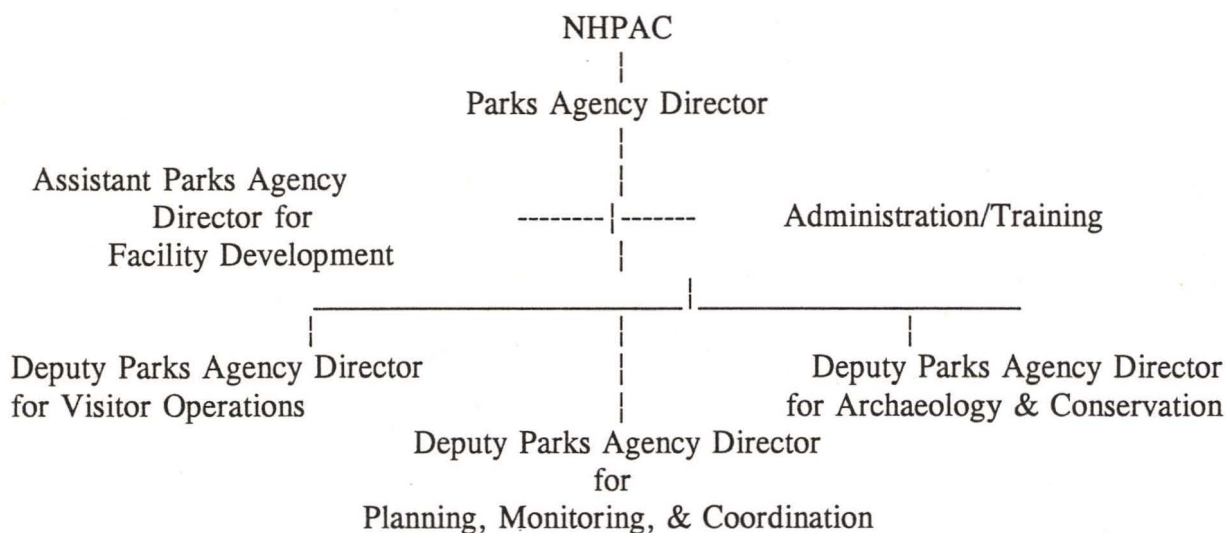 NHPAC
Parks Agency Director
Assistant Parks Agency
Director for
Facility Development
Administration/Training
Deputy Parks Agency Director
for Visitor Operations
Deputy Parks Agency Director
for Archaeology & Conservation
Deputy Parks Agency Director
for
Planning, Monitoring, & Coordination